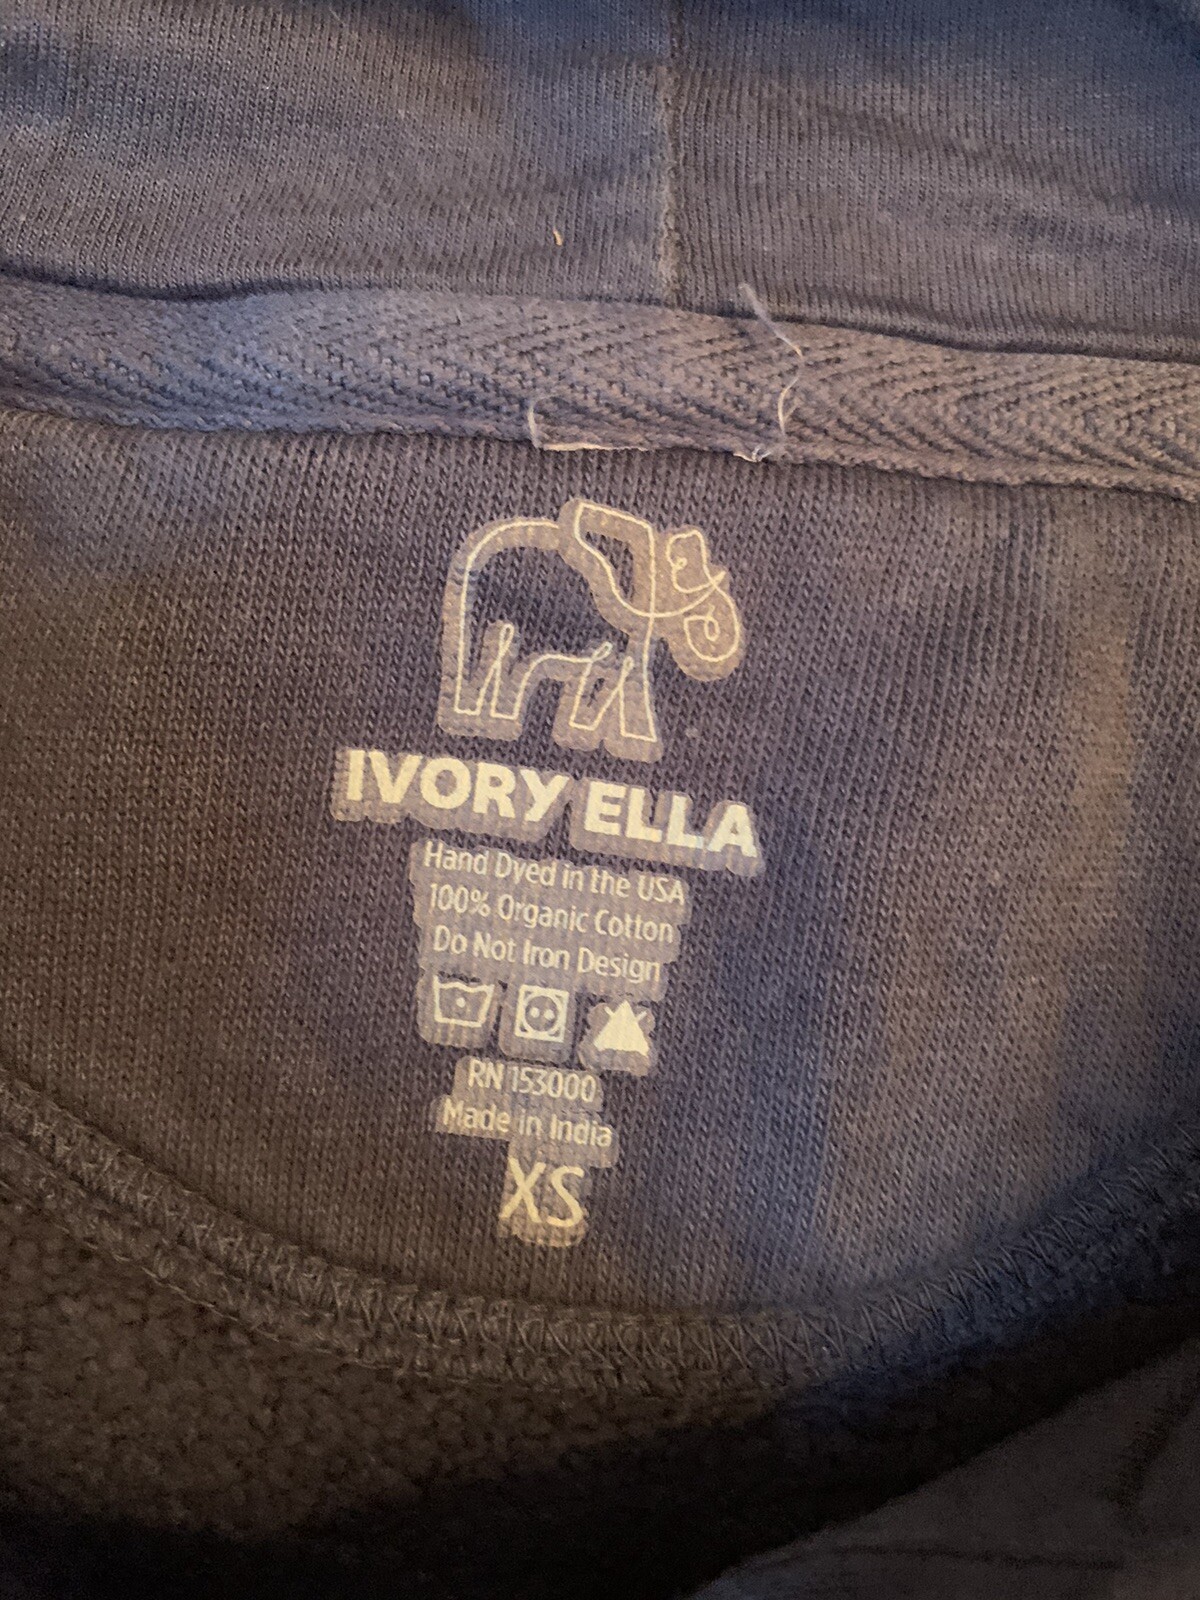 IVORY ELLA
Hand Dyed in the USA
100% Organic Cotton
Do Not Iron Design
RN 153000
Made in India
XS